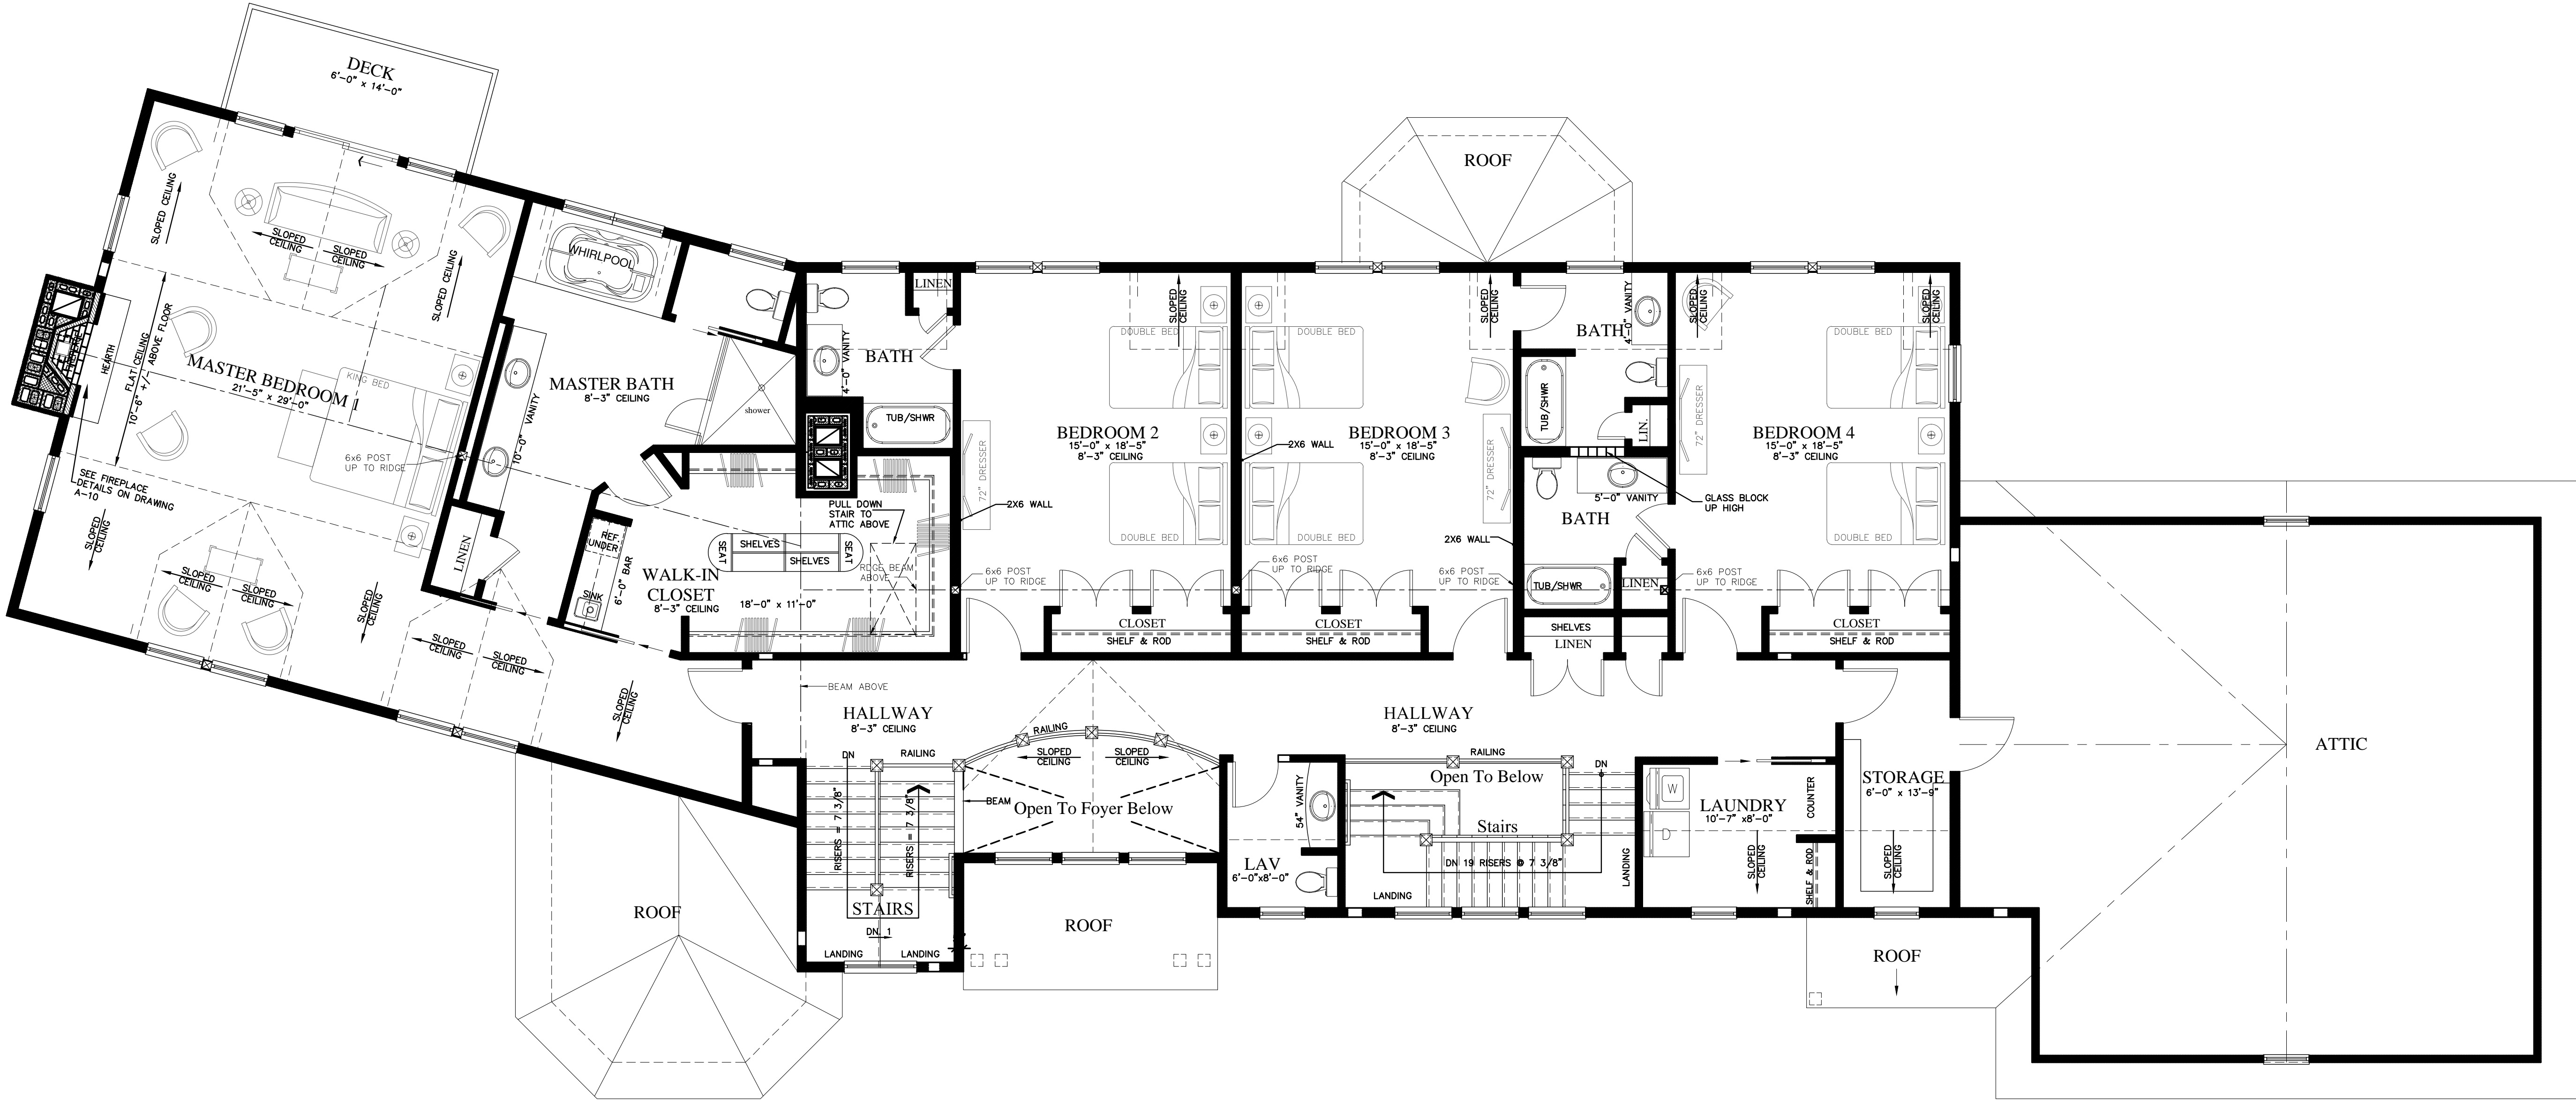 DECK
6'-0" x 14'-0"
SLOPED CEILING
SLOPED
CEILING
SLOPED
CEILING
SLOPED CEILING
HEARTH
FLAT CEILING
10'-6" +/- ABOVE FLOOR
MASTER BEDROOM 1
21'-5" x 29'-0"
KING BED
6x6 POST
UP TO RIDGE
SEE FIREPLACE
DETAILS ON DRAWING
A-10
SLOPED
CEILING
SLOPED
CEILING
SLOPED
CEILING
SLOPED
CEILING
SLOPED
CEILING
SLOPED
CEILING
SLOPED
CEILING
WHIRLPOOL
MASTER BATH
8'-3" CEILING
10'-0" VANITY
shower
LINEN
REF.
UNDER
6'-0" BAR
SINK
WALK-IN
CLOSET
8'-3" CEILING
18'-0" x 11'-0"
SEAT
SHELVES
SHELVES
SEAT
PULL DOWN
STAIR TO
ATTIC ABOVE
RDGE BEAM
ABOVE
LINEN
BATH
4'-0" VANITY
TUB/SHWR
72" DRESSER
2X6 WALL
6x6 POST
UP TO RIDGE
SLOPED
CEILING
DOUBLE BED
BEDROOM 2
15'-0" x 18'-5"
8'-3" CEILING
DOUBLE BED
CLOSET
SHELF & ROD
ROOF
DOUBLE BED
2X6 WALL
BEDROOM 3
15'-0" x 18'-5"
8'-3" CEILING
DOUBLE BED
SLOPED
CEILING
72" DRESSER
2X6 WALL
6x6 POST
UP TO RIDGE
6x6 POST
UP TO RIDGE
CLOSET
SHELF & ROD
BATH
4'-0" VANITY
TUB/SHWR
LIN.
5'-0" VANITY
GLASS BLOCK
UP HIGH
BATH
TUB/SHWR
LINEN
SHELVES
LINEN
SLOPED
CEILING
SLOPED
CEILING
72" DRESSER
DOUBLE BED
BEDROOM 4
15'-0" x 18'-5"
8'-3" CEILING
DOUBLE BED
6x6 POST
UP TO RIDGE
CLOSET
SHELF & ROD
BEAM ABOVE
HALLWAY
8'-3" CEILING
RAILING
HALLWAY
8'-3" CEILING
DN
RAILING
SLOPED
CEILING
SLOPED
CEILING
BEAM
Open To Foyer Below
RISERS = 7 3/8"
RISERS = 7 3/8"
STAIRS
DN. 1
LANDING
LANDING
ROOF
ROOF
54" VANITY
LAV
6'-0"x8'-0"
RAILING
Open To Below
DN
Stairs
DN 19 RISERS @ 7 3/8"
LANDING
LANDING
W
D
LAUNDRY
10'-7" x8'-0"
COUNTER
SLOPED
CEILING
SHELF & ROD
STORAGE
6'-0" x 13'-9"
SLOPED
CEILING
ATTIC
ROOF